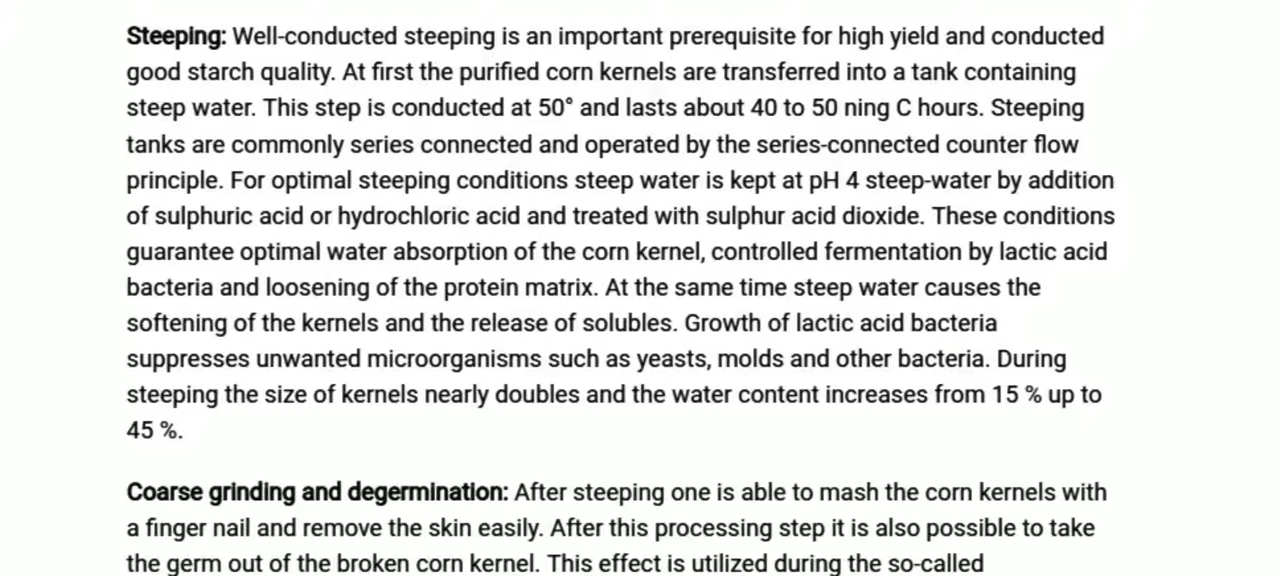 Steeping: Well-conducted steeping is an important prerequisite for high yield and conducted
good starch quality. At first the purified corn kernels are transferred into a tank containing
steep water. This step is conducted at 50° and lasts about 40 to 50 ning C hours. Steeping
tanks are commonly series connected and operated by the series-connected counter flow
principle. For optimal steeping conditions steep water is kept at pH 4 steep-water by addition
of sulphuric acid or hydrochloric acid and treated with sulphur acid dioxide. These conditions
guarantee optimal water absorption of the corn kernel, controlled fermentation by lactic acid
bacteria and loosening of the protein matrix. At the same time steep water causes the
softening of the kernels and the release of solubles. Growth of lactic acid bacteria
suppresses unwanted microorganisms such as yeasts, molds and other bacteria. During
steeping the size of kernels nearly doubles and the water content increases from 15 % up to
45 %.
Coarse grinding and degermination: After steeping one is able to mash the corn kernels with
a finger nail and remove the skin easily. After this processing step it is also possible to take
the germ out of the broken corn kernel. This effect is utilized during the so-called